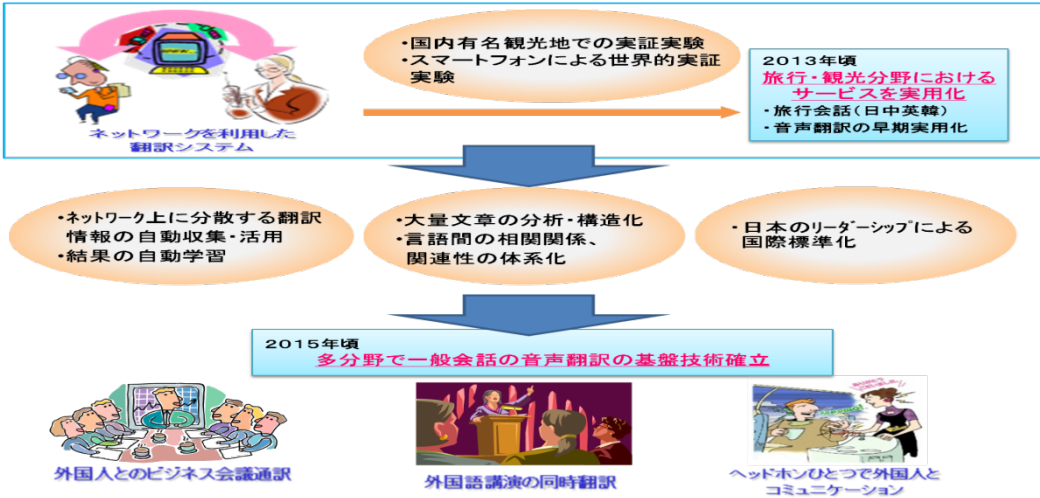 ・国内有名観光地での実証実験
・スマートフォンによる世界的実証
実験
2013年頃
旅行・観光分野における
サービスを実用化
・旅行会話(日中英韓)
・音声翻訳の早期実用化
ネットワークを利用した
翻訳システム
・ネットワーク上に分散する翻訳
情報の自動収集・活用
・結果の自動学習
・大量文章の分析・構造化
・言語間の相関関係、
関連性の体系化
・日本のリーダーシップによる
国際標準化
2015年頃
多分野で一般会話の音声翻訳の基盤技術確立
外国人とのビジネス会議通訳
外国語講演の同時翻訳
ヘッドホンひとつで外国人と
コミュニケーション